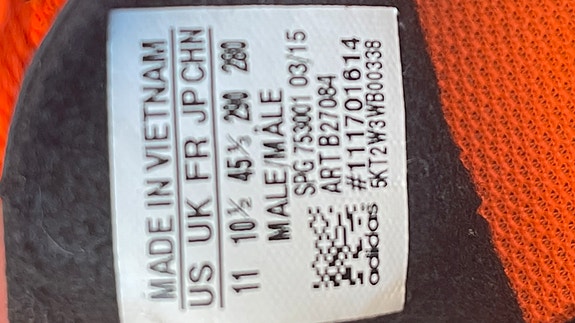 MADE IN VIETNAM
US UK FR JP CHN
11 10½ 45⅓ 290 280
MALE/MÂLE
SPG 753001 03/15
ART B27084
#111701614
adidas 5KT2W3WB00338